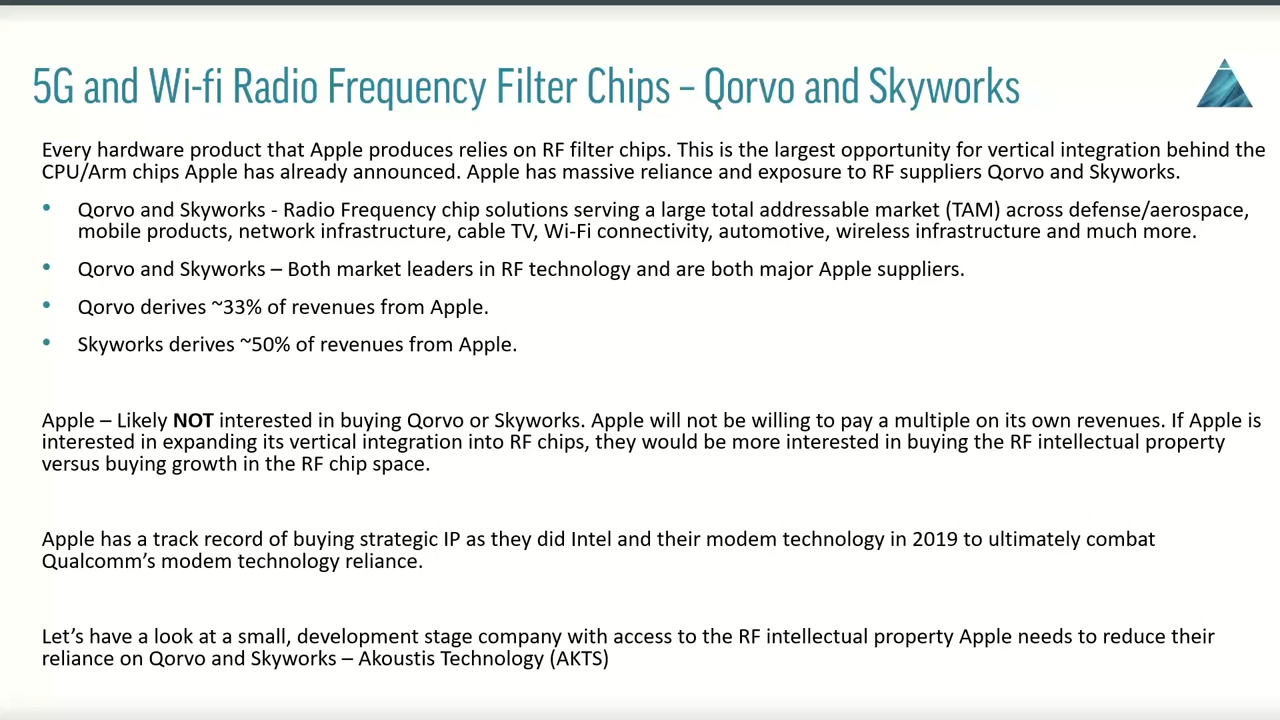 5G and Wi-fi Radio Frequency Filter Chips – Qorvo and Skyworks
Every hardware product that Apple produces relies on RF filter chips. This is the largest opportunity for vertical integration behind the
CPU/Arm chips Apple has already announced. Apple has massive reliance and exposure to RF suppliers Qorvo and Skyworks.
• Qorvo and Skyworks - Radio Frequency chip solutions serving a large total addressable market (TAM) across defense/aerospace,
mobile products, network infrastructure, cable TV, Wi-Fi connectivity, automotive, wireless infrastructure and much more.
• Qorvo and Skyworks – Both market leaders in RF technology and are both major Apple suppliers.
• Qorvo derives ~33% of revenues from Apple.
• Skyworks derives ~50% of revenues from Apple.
Apple – Likely NOT interested in buying Qorvo or Skyworks. Apple will not be willing to pay a multiple on its own revenues. If Apple is
interested in expanding its vertical integration into RF chips, they would be more interested in buying the RF intellectual property
versus buying growth in the RF chip space.
Apple has a track record of buying strategic IP as they did Intel and their modem technology in 2019 to ultimately combat
Qualcomm’s modem technology reliance.
Let’s have a look at a small, development stage company with access to the RF intellectual property Apple needs to reduce their
reliance on Qorvo and Skyworks – Akoustis Technology (AKTS)